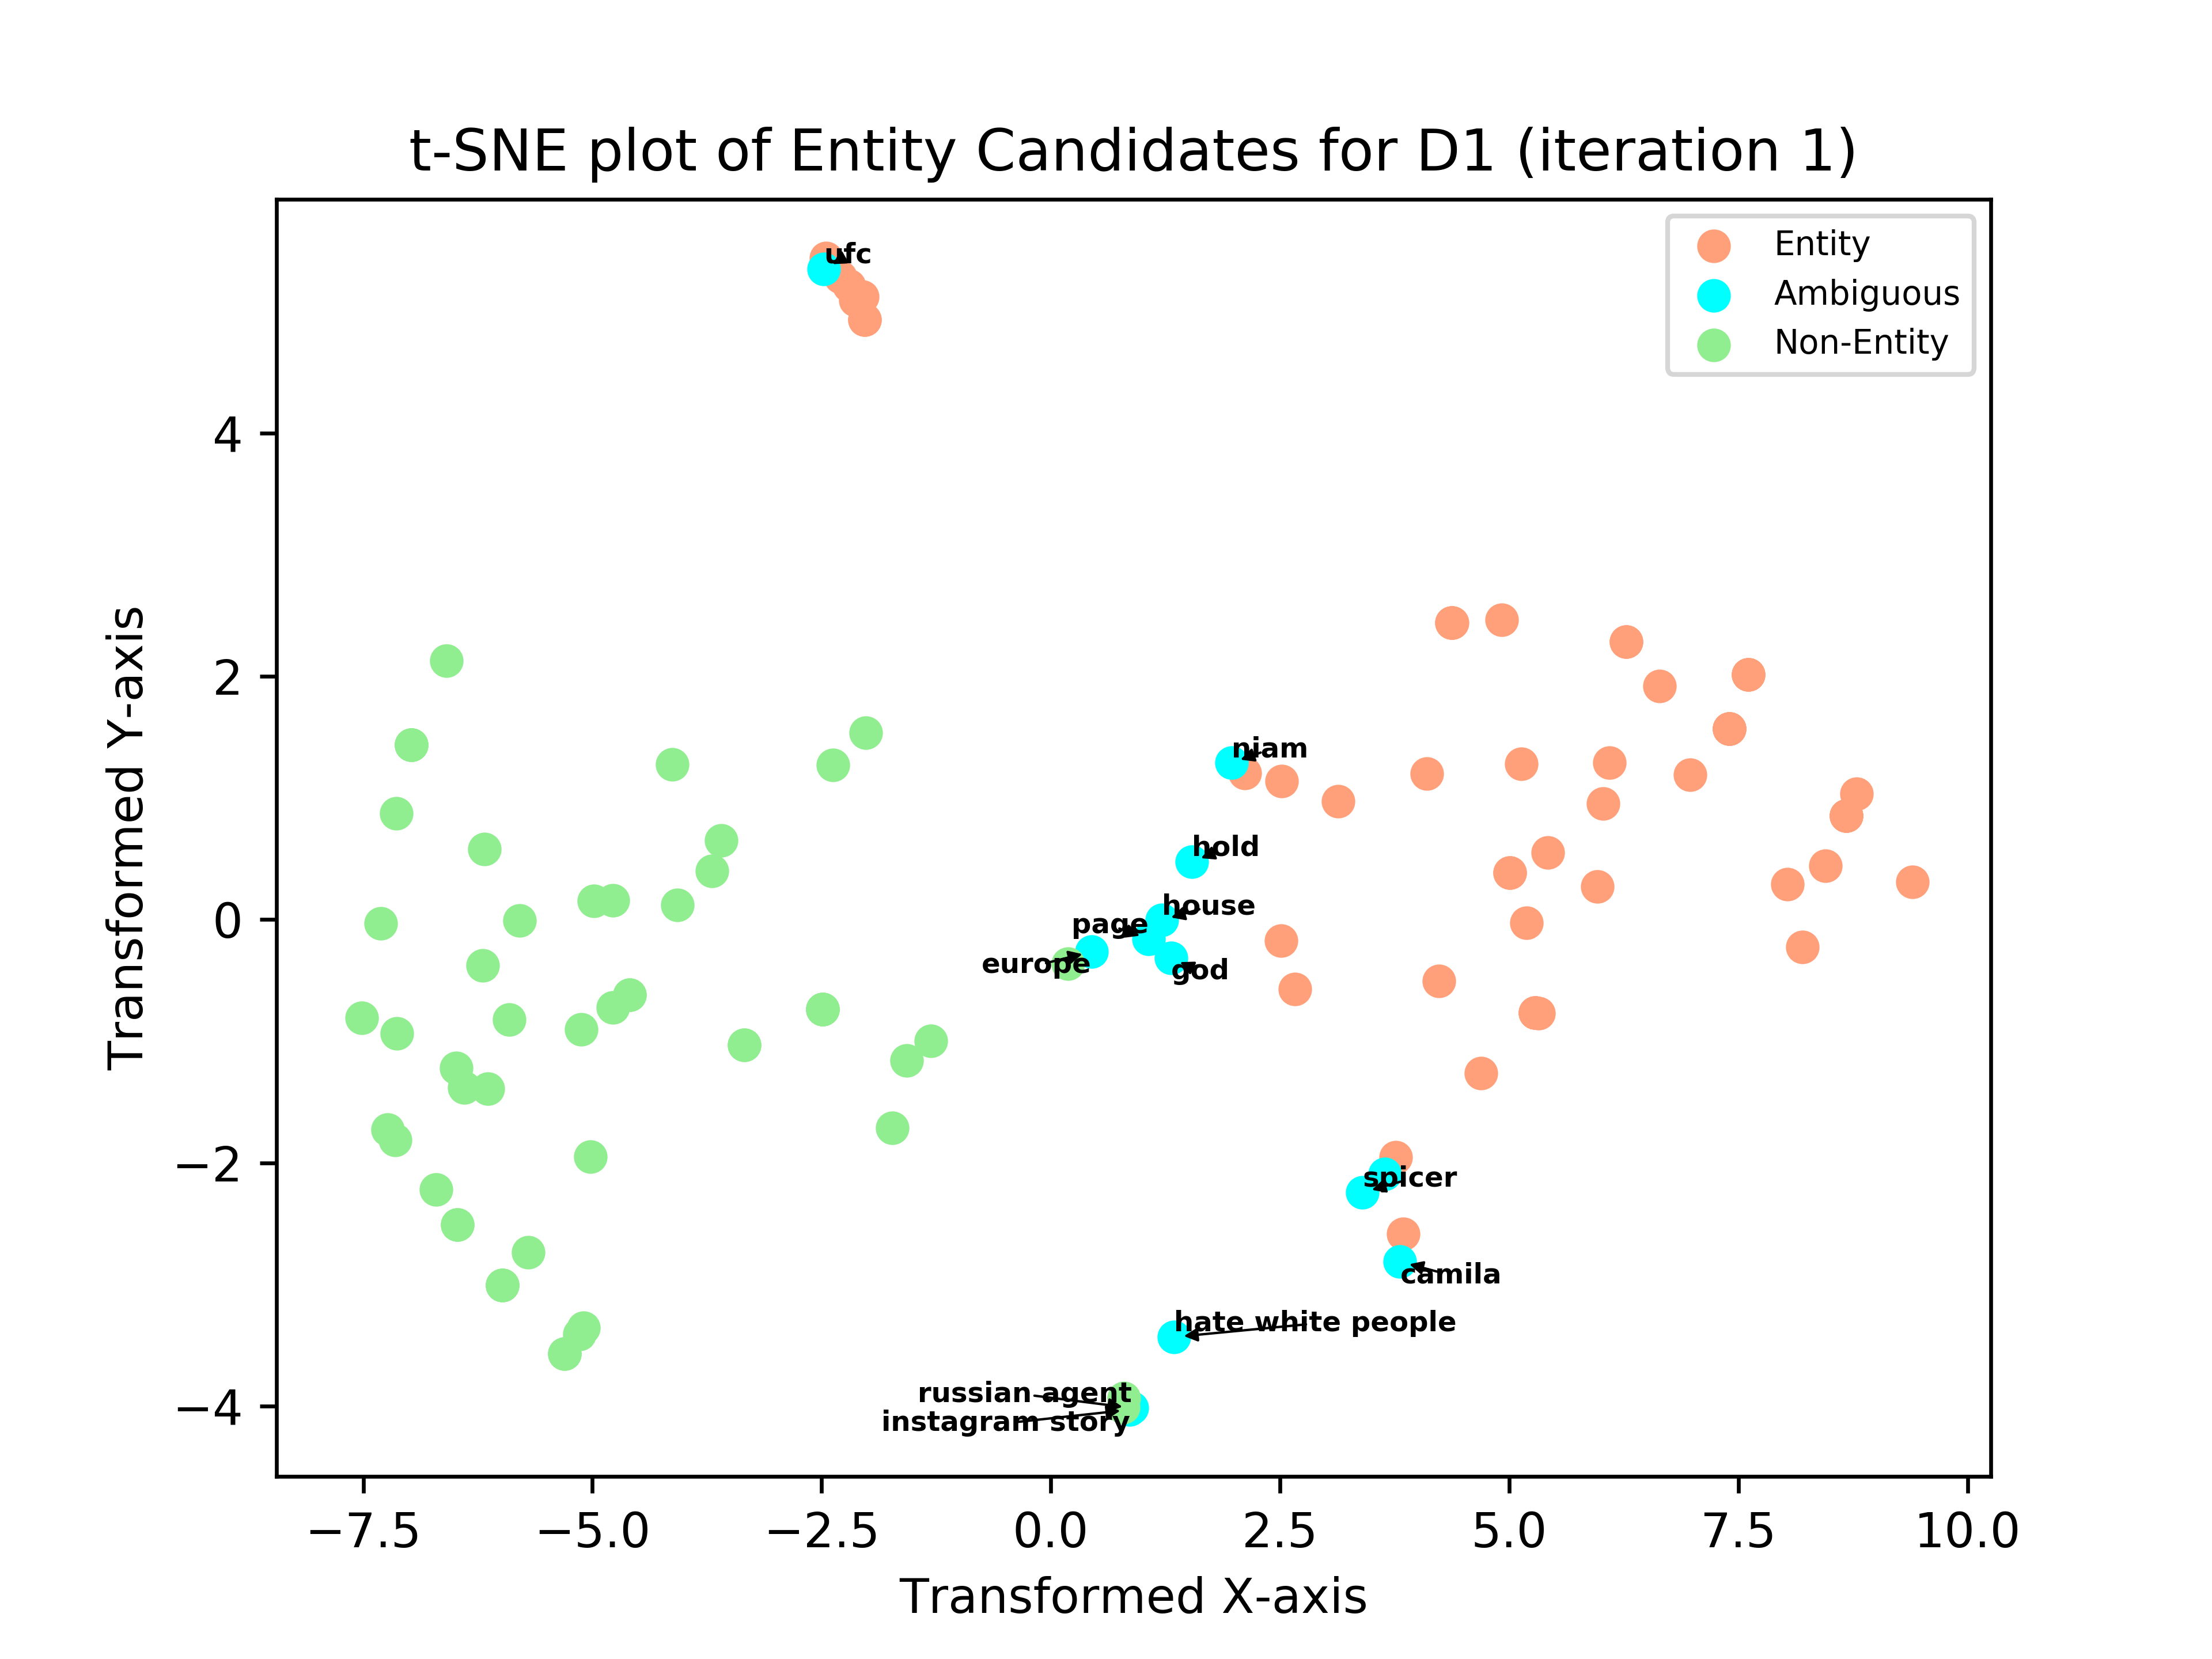 t-SNE plot of Entity Candidates for D1 (iteration 1)
Entity
Ambiguous
Non-Entity
ufc
niam
hold
house
page
europe
god
spicer
camila
hate white people
russian agent
instagram story
Transformed Y-axis
4
2
0
−2
−4
−7.5 −5.0 −2.5 0.0 2.5 5.0 7.5 10.0
Transformed X-axis